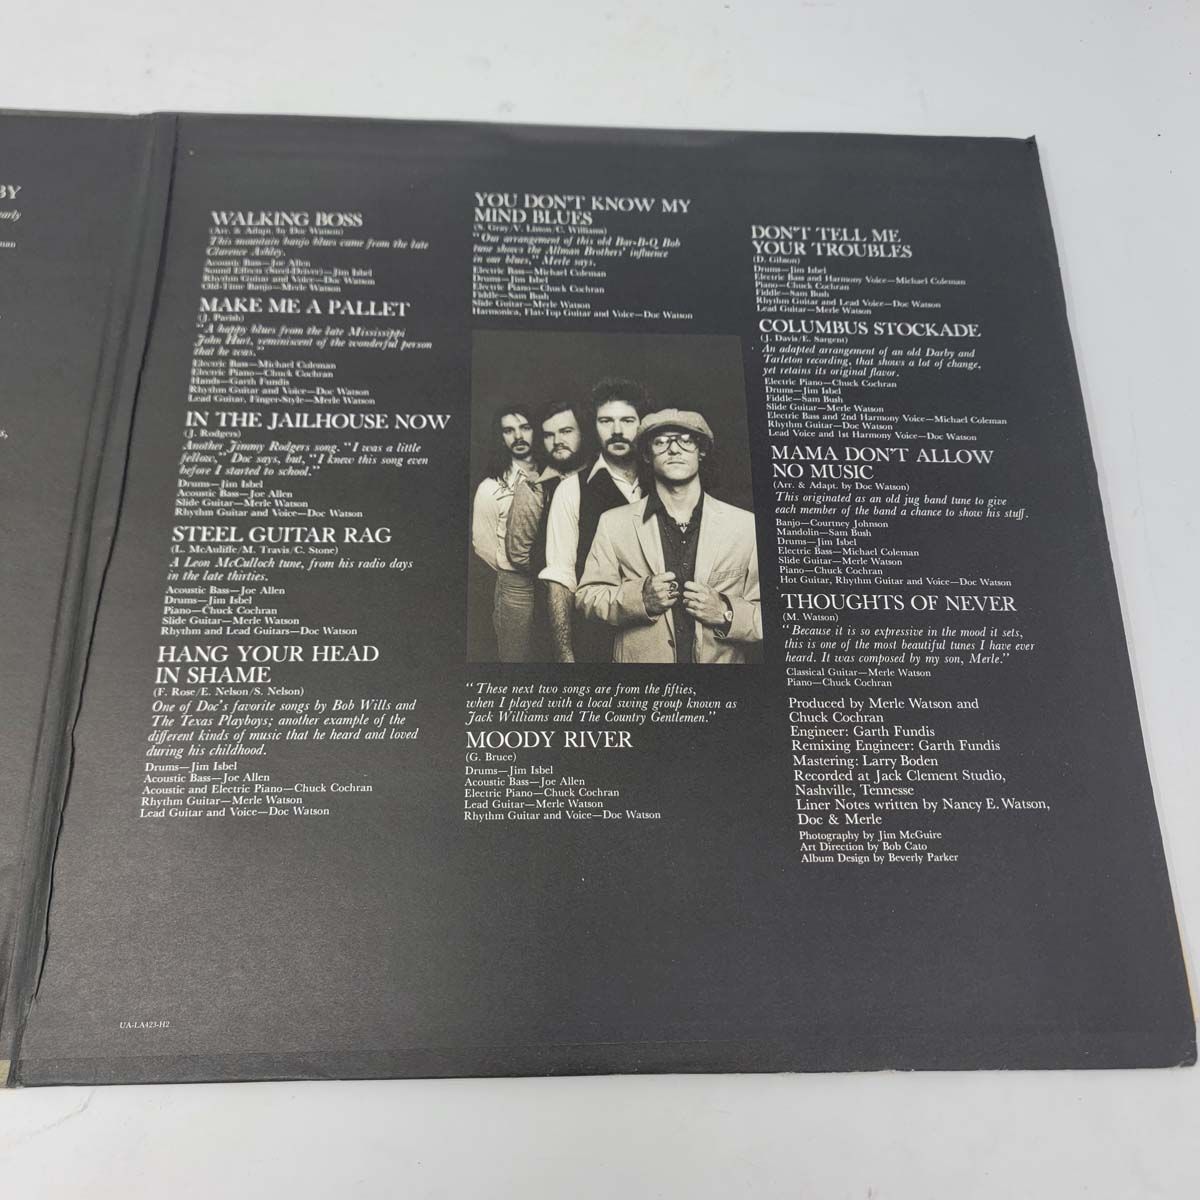 BY
early
WALKING BOSS
(Arr. & Adapt. by Doc Watson)
This mountain banjo blues came from the late
Clarence Ashley.
Acoustic Bass—Joe Allen
Sound Effects (Steel-Driver)—Jim Isbel
Rhythm Guitar and Voice—Doc Watson
Old-Time Banjo—Merle Watson
MAKE ME A PALLET
(J. Parish)
"A happy blues from the late Mississippi
John Hurt, reminiscent of the wonderful person
that he was."
Electric Bass—Michael Coleman
Electric Piano—Chuck Cochran
Hands—Garth Fundis
Rhythm Guitar and Voice—Doc Watson
Lead Guitar, Finger-Style—Merle Watson
IN THE JAILHOUSE NOW
(J. Rodgers)
Another Jimmy Rodgers song. "I was a little
fellow," Doc says, but, "I knew this song even
before I started to school."
Drums—Jim Isbel
Acoustic Bass—Joe Allen
Slide Guitar—Merle Watson
Rhythm Guitar and Voice—Doc Watson
STEEL GUITAR RAG
(L. McAuliffe/M. Travis/C. Stone)
A Leon McCulloch tune, from his radio days
in the late thirties.
Acoustic Bass—Joe Allen
Drums—Jim Isbel
Piano—Chuck Cochran
Slide Guitar—Merle Watson
Rhythm and Lead Guitars—Doc Watson
HANG YOUR HEAD
IN SHAME
(F. Rose/E. Nelson/S. Nelson)
One of Doc's favorite songs by Bob Wills and
The Texas Playboys; another example of the
different kinds of music that he heard and loved
during his childhood.
Drums—Jim Isbel
Acoustic Bass—Joe Allen
Acoustic and Electric Piano—Chuck Cochran
Rhythm Guitar—Merle Watson
Lead Guitar and Voice—Doc Watson
UA-LA423-H2
YOU DON'T KNOW MY
MIND BLUES
(S. Gray/V. Liston/C. Williams)
"Our arrangement of this old Bar-B-Q Bob
tune shows the Allman Brothers' influence
in our blues," Merle says.
Electric Bass—Michael Coleman
Drums—Jim Isbel
Electric Piano—Chuck Cochran
Fiddle—Sam Bush
Slide Guitar—Merle Watson
Harmonica, Flat-Top Guitar and Voice—Doc Watson
"These next two songs are from the fifties,
when I played with a local swing group known as
Jack Williams and The Country Gentlemen."
MOODY RIVER
(G. Bruce)
Drums—Jim Isbel
Acoustic Bass—Joe Allen
Electric Piano—Chuck Cochran
Lead Guitar—Merle Watson
Rhythm Guitar and Voice—Doc Watson
DON'T TELL ME
YOUR TROUBLES
(D. Gibson)
Drums—Jim Isbel
Electric Bass and Harmony Voice—Michael Coleman
Piano—Chuck Cochran
Fiddle—Sam Bush
Rhythm Guitar and Lead Voice—Doc Watson
Lead Guitar—Merle Watson
COLUMBUS STOCKADE
(J. Davis/E. Sargens)
An adapted arrangement of an old Darby and
Tarleton recording, that shows a lot of change,
yet retains its original flavor.
Electric Piano—Chuck Cochran
Drums—Jim Isbel
Fiddle—Sam Bush
Slide Guitar—Merle Watson
Electric Bass and 2nd Harmony Voice—Michael Coleman
Rhythm Guitar—Doc Watson
Lead Voice and 1st Harmony Voice—Doc Watson
MAMA DON'T ALLOW
NO MUSIC
(Arr. & Adapt. by Doc Watson)
This originated as an old jug band tune to give
each member of the band a chance to show his stuff.
Banjo—Courtney Johnson
Mandolin—Sam Bush
Drums—Jim Isbel
Electric Bass—Michael Coleman
Slide Guitar—Merle Watson
Piano—Chuck Cochran
Hot Guitar, Rhythm Guitar and Voice—Doc Watson
THOUGHTS OF NEVER
(M. Watson)
"Because it is so expressive in the mood it sets,
this is one of the most beautiful tunes I have ever
heard. It was composed by my son, Merle."
Classical Guitar—Merle Watson
Piano—Chuck Cochran
Produced by Merle Watson and
Chuck Cochran
Engineer: Garth Fundis
Remixing Engineer: Garth Fundis
Mastering: Larry Boden
Recorded at Jack Clement Studio,
Nashville, Tennessee
Liner Notes written by Nancy E. Watson,
Doc & Merle
Photography by Jim McGuire
Art Direction by Bob Cato
Album Design by Beverly Parker